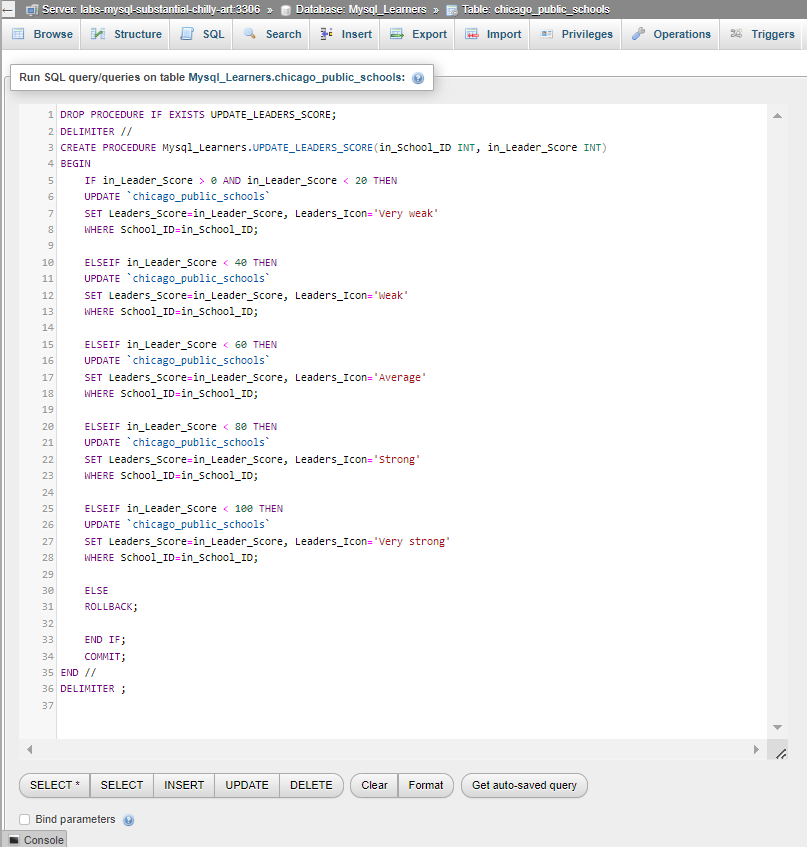 Server: labs-mysql-substantial-chilly-art:3306 » Database: Mysql_Learners » Table: chicago_public_schools
Browse Structure SQL Search Insert Export Import Privileges Operations Triggers
Run SQL query/queries on table Mysql_Learners.chicago_public_schools:
1 DROP PROCEDURE IF EXISTS UPDATE_LEADERS_SCORE;
2 DELIMITER //
3 CREATE PROCEDURE Mysql_Learners.UPDATE_LEADERS_SCORE(in_School_ID INT, in_Leader_Score INT)
4 BEGIN
5     IF in_Leader_Score > 0 AND in_Leader_Score < 20 THEN
6     UPDATE `chicago_public_schools`
7     SET Leaders_Score=in_Leader_Score, Leaders_Icon='Very weak'
8     WHERE School_ID=in_School_ID;
9
10     ELSEIF in_Leader_Score < 40 THEN
11     UPDATE `chicago_public_schools`
12     SET Leaders_Score=in_Leader_Score, Leaders_Icon='Weak'
13     WHERE School_ID=in_School_ID;
14
15     ELSEIF in_Leader_Score < 60 THEN
16     UPDATE `chicago_public_schools`
17     SET Leaders_Score=in_Leader_Score, Leaders_Icon='Average'
18     WHERE School_ID=in_School_ID;
19
20     ELSEIF in_Leader_Score < 80 THEN
21     UPDATE `chicago_public_schools`
22     SET Leaders_Score=in_Leader_Score, Leaders_Icon='Strong'
23     WHERE School_ID=in_School_ID;
24
25     ELSEIF in_Leader_Score < 100 THEN
26     UPDATE `chicago_public_schools`
27     SET Leaders_Score=in_Leader_Score, Leaders_Icon='Very strong'
28     WHERE School_ID=in_School_ID;
29
30     ELSE
31     ROLLBACK;
32
33     END IF;
34     COMMIT;
35 END //
36 DELIMITER ;
37
SELECT * SELECT INSERT UPDATE DELETE Clear Format Get auto-saved query
Bind parameters
Console